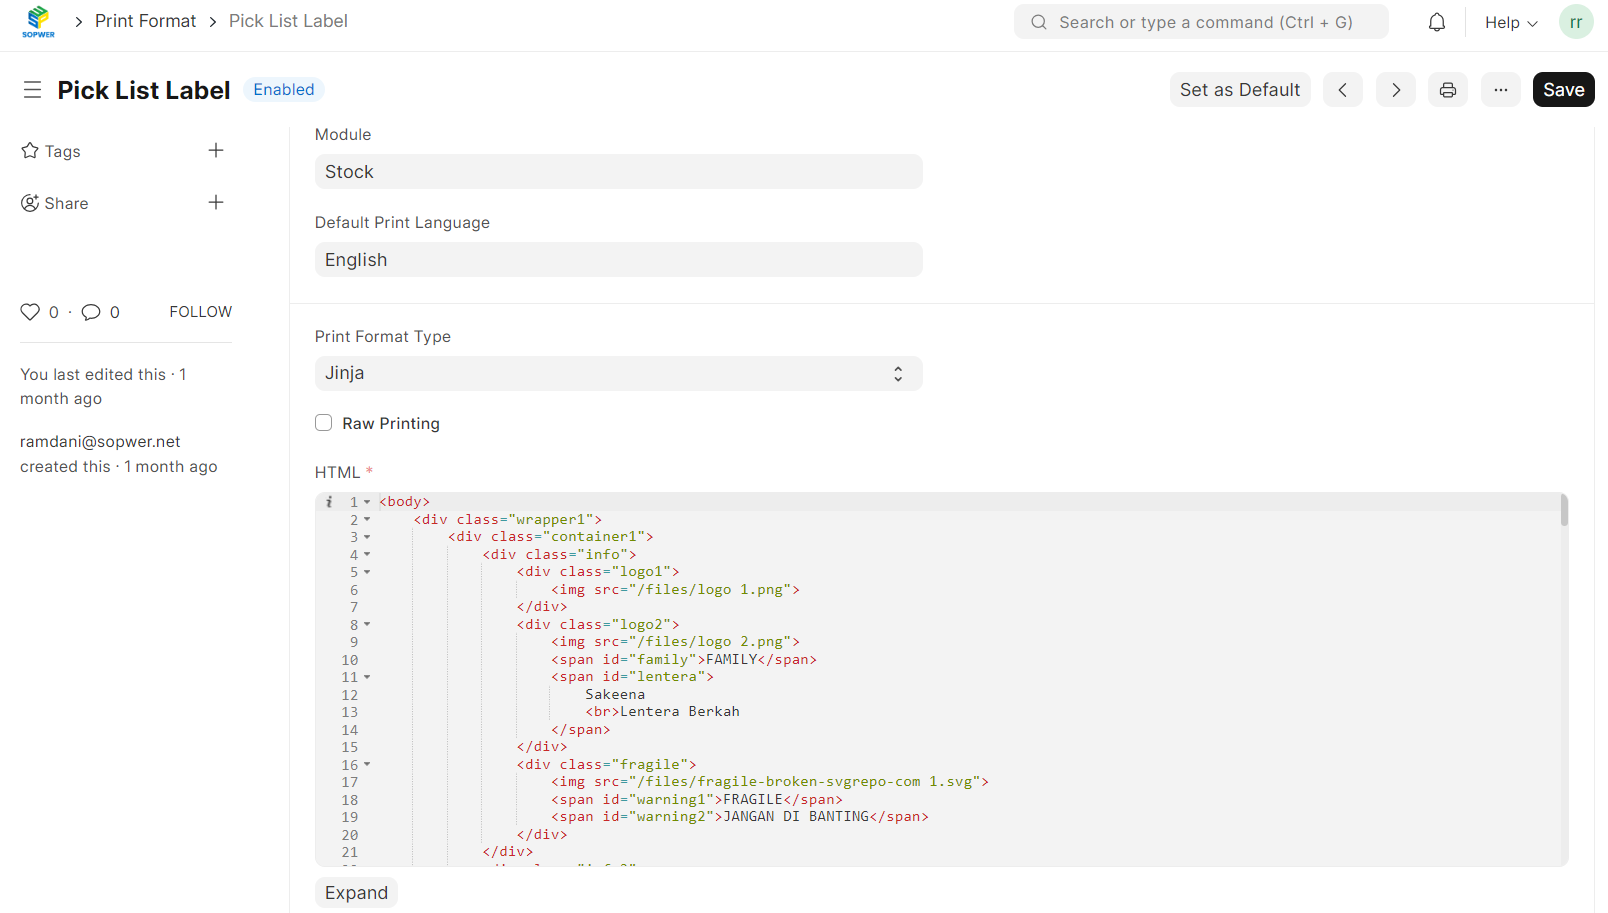 SOPWER
Print Format
Pick List Label
Search or type a command (Ctrl + G)
Help
rr
Pick List Label
Enabled
Set as Default
Save
Tags
Share
0 · 0
FOLLOW
You last edited this · 1
month ago
ramdani@sopwer.net
created this · 1 month ago
Module
Stock
Default Print Language
English
Print Format Type
Jinja
Raw Printing
HTML *
i 1 <body>
2 <div class="wrapper1">
3 <div class="container1">
4 <div class="info">
5 <div class="logo1">
6 <img src="/files/logo 1.png">
7 </div>
8 <div class="logo2">
9 <img src="/files/logo 2.png">
10 <span id="family">FAMILY</span>
11 <span id="lentera">
12 Sakeena
13 <br>Lentera Berkah
14 </span>
15 </div>
16 <div class="fragile">
17 <img src="/files/fragile-broken-svgrepo-com 1.svg">
18 <span id="warning1">FRAGILE</span>
19 <span id="warning2">JANGAN DI BANTING</span>
20 </div>
21 </div>
Expand